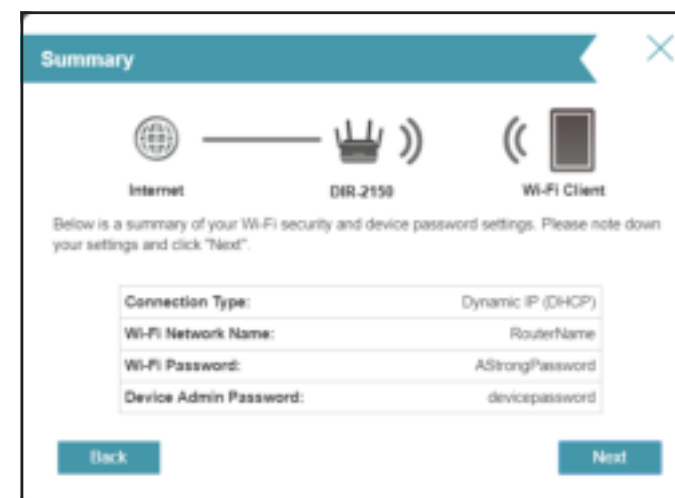 Summary
Internet
DIR-2150
Wi-Fi Client
Below is a summary of your Wi-Fi security and device password settings. Please note down
your settings and click "Next".
Connection Type: Dynamic IP (DHCP)
Wi-Fi Network Name: RouterName
Wi-Fi Password: AStrongPassword
Device Admin Password: devicepassword
Back
Next